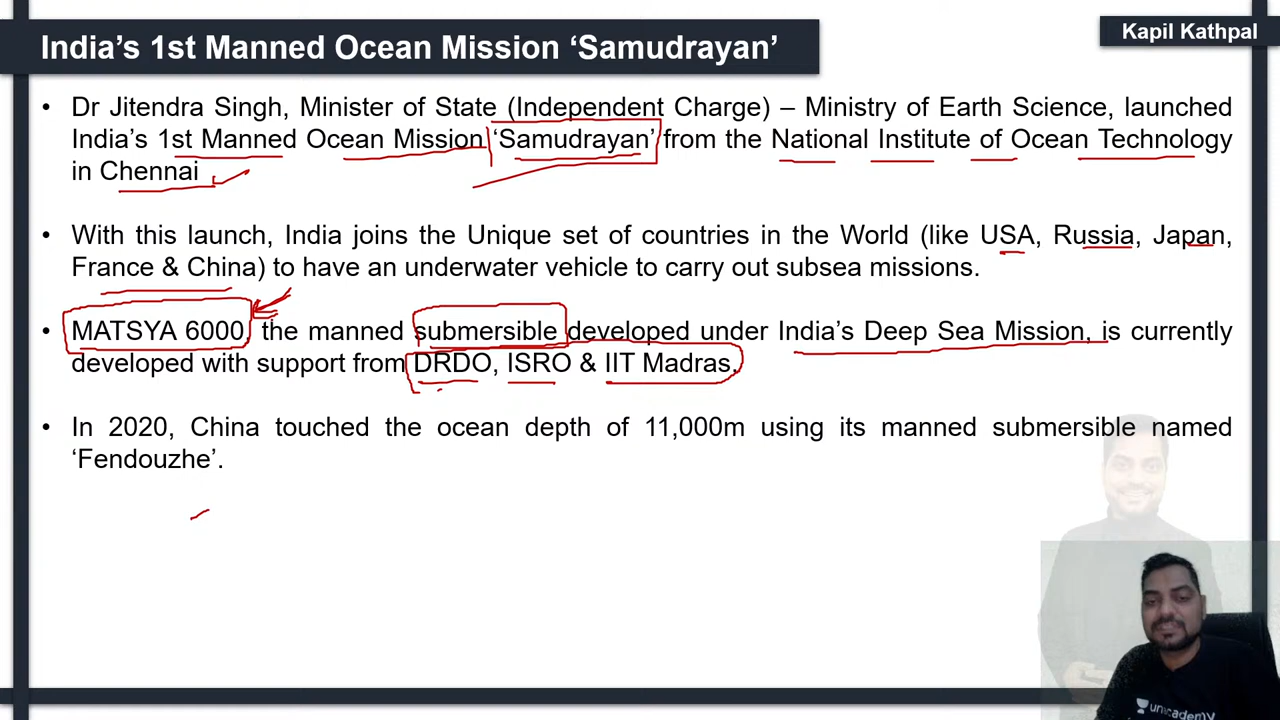 India's 1st Manned Ocean Mission 'Samudrayan'
Kapil Kathpal
• Dr Jitendra Singh, Minister of State (Independent Charge) – Ministry of Earth Science, launched
India's 1st Manned Ocean Mission 'Samudrayan' from the National Institute of Ocean Technology
in Chennai
• With this launch, India joins the Unique set of countries in the World (like USA, Russia, Japan,
France & China) to have an underwater vehicle to carry out subsea missions.
• MATSYA 6000, the manned submersible developed under India's Deep Sea Mission, is currently
developed with support from DRDO, ISRO & IIT Madras.
• In 2020, China touched the ocean depth of 11,000m using its manned submersible named
'Fendouzhe'.
unacademy